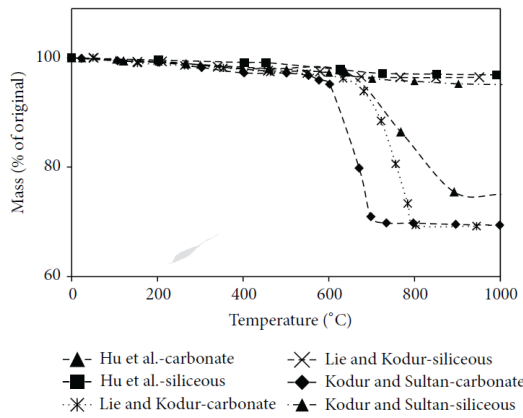 100
80
60
0
200
400
600
800
1000
Mass (% of original)
Temperature (˚C)
Hu et al.-carbonate
Hu et al.-siliceous
Lie and Kodur-carbonate
Lie and Kodur-siliceous
Kodur and Sultan-carbonate
Kodur and Sultan-siliceous